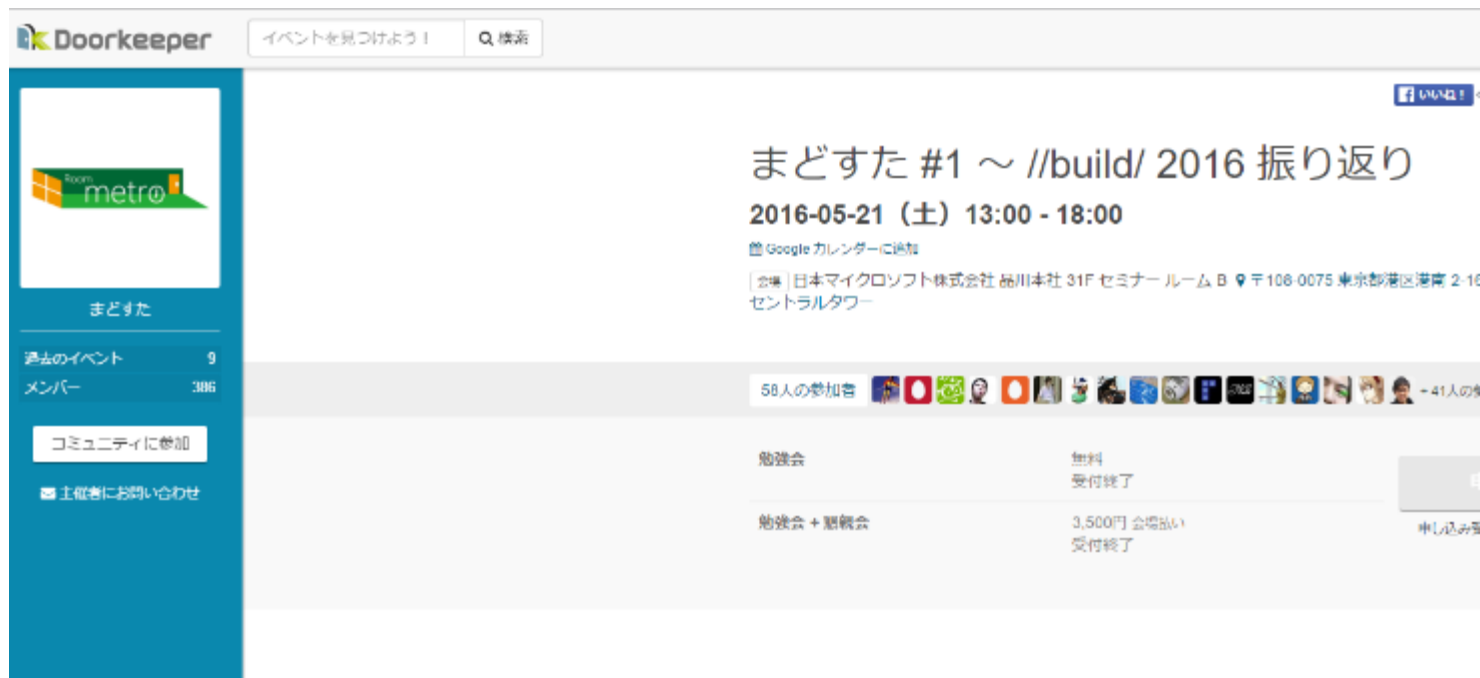 Doorkeeper
イベントを見つけよう！
検索
いいね！
Room
metro
まどすた
過去のイベント 9
メンバー 386
コミュニティに参加
主催者にお問い合わせ
まどすた #1 ～ //build/ 2016 振り返り
2016-05-21（土）13:00 - 18:00
Google カレンダーに追加
会場 日本マイクロソフト株式会社 品川本社 31F セミナー ルーム B 〒108-0075 東京都港区港南 2-16
セントラルタワー
58人の参加者 +41人の参
勉強会 無料
受付終了
勉強会 + 懇親会 3,500円 会場払い
受付終了
申し込み受